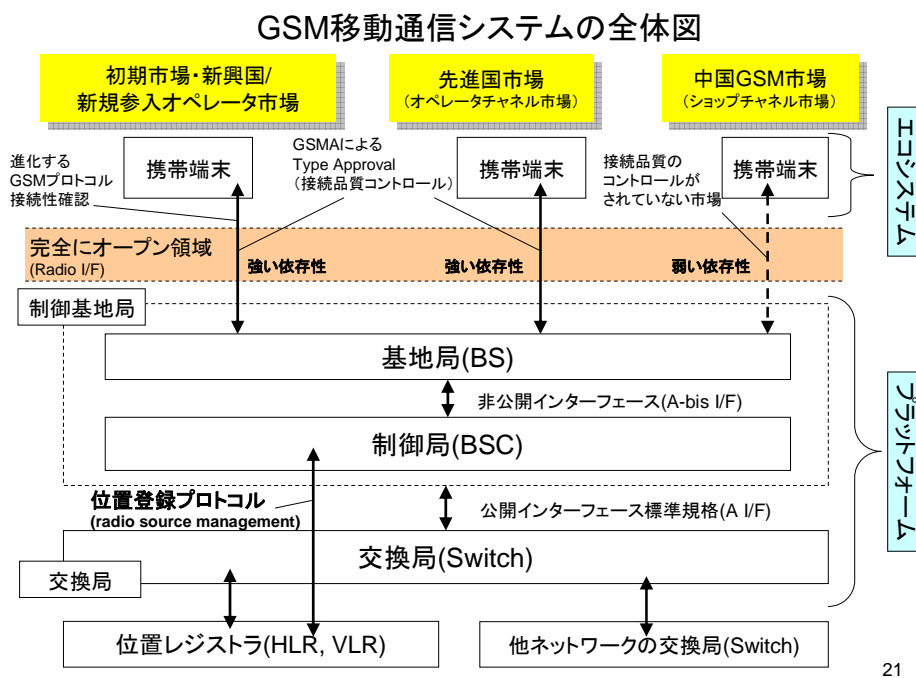 GSM移動通信システムの全体図
初期市場・新興国/
新規参入オペレータ市場
先進国市場
(オペレータチャネル市場)
中国GSM市場
(ショップチャネル市場)
エコシステム
進化する
GSMプロトコル
接続性確認
携帯端末
GSMAによる
Type Approval
(接続品質コントロール)
携帯端末
接続品質の
コントロールが
されていない市場
携帯端末
完全にオープン領域
(Radio I/F)
強い依存性
強い依存性
弱い依存性
制御基地局
基地局(BS)
非公開インターフェース(A-bis I/F)
制御局(BSC)
プラットフォーム
位置登録プロトコル
(radio source management)
公開インターフェース標準規格(A I/F)
交換局(Switch)
交換局
位置レジストラ(HLR, VLR)
他ネットワークの交換局(Switch)
21